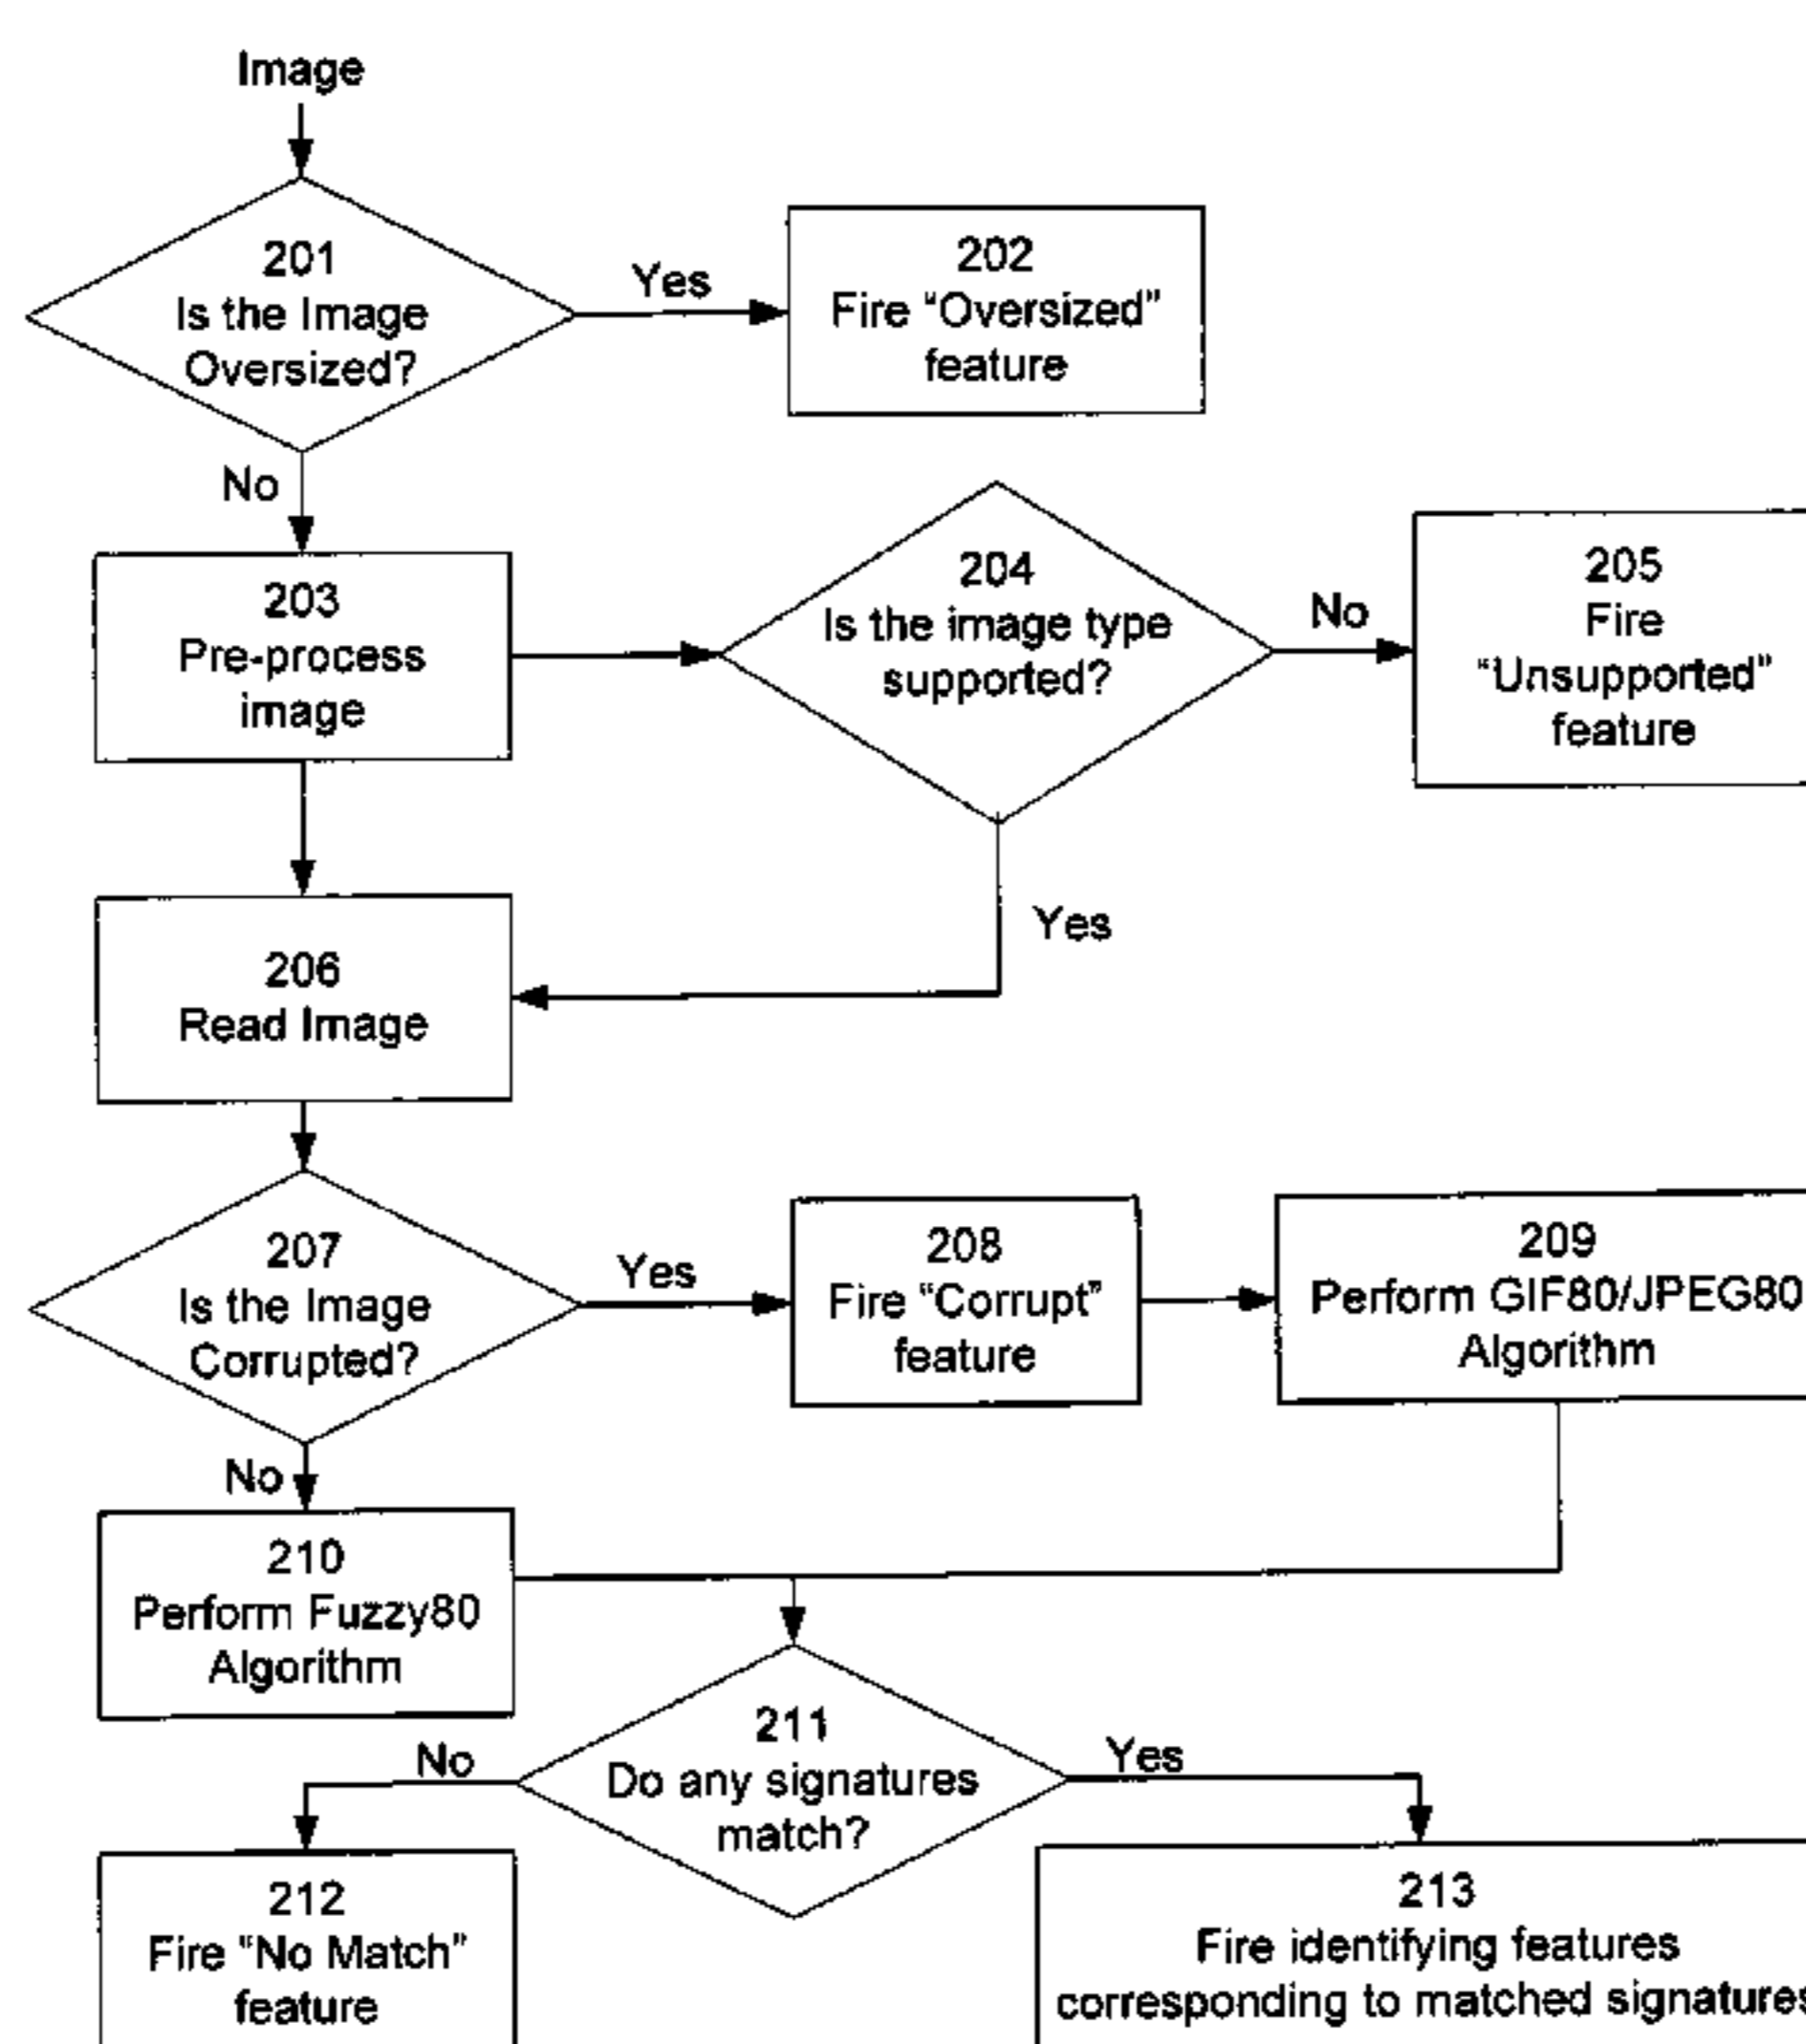 Image
201
Is the Image
Oversized?
Yes
202
Fire “Oversized”
feature
No
203
Pre-process
image
204
Is the image type
supported?
No
205
Fire
“Unsupported”
feature
Yes
206
Read Image
207
Is the Image
Corrupted?
Yes
208
Fire “Corrupt”
feature
209
Perform GIF80/JPEG80
Algorithm
No
210
Perform Fuzzy80
Algorithm
211
Do any signatures
match?
No
Yes
212
Fire “No Match”
feature
213
Fire identifying features
corresponding to matched signatures